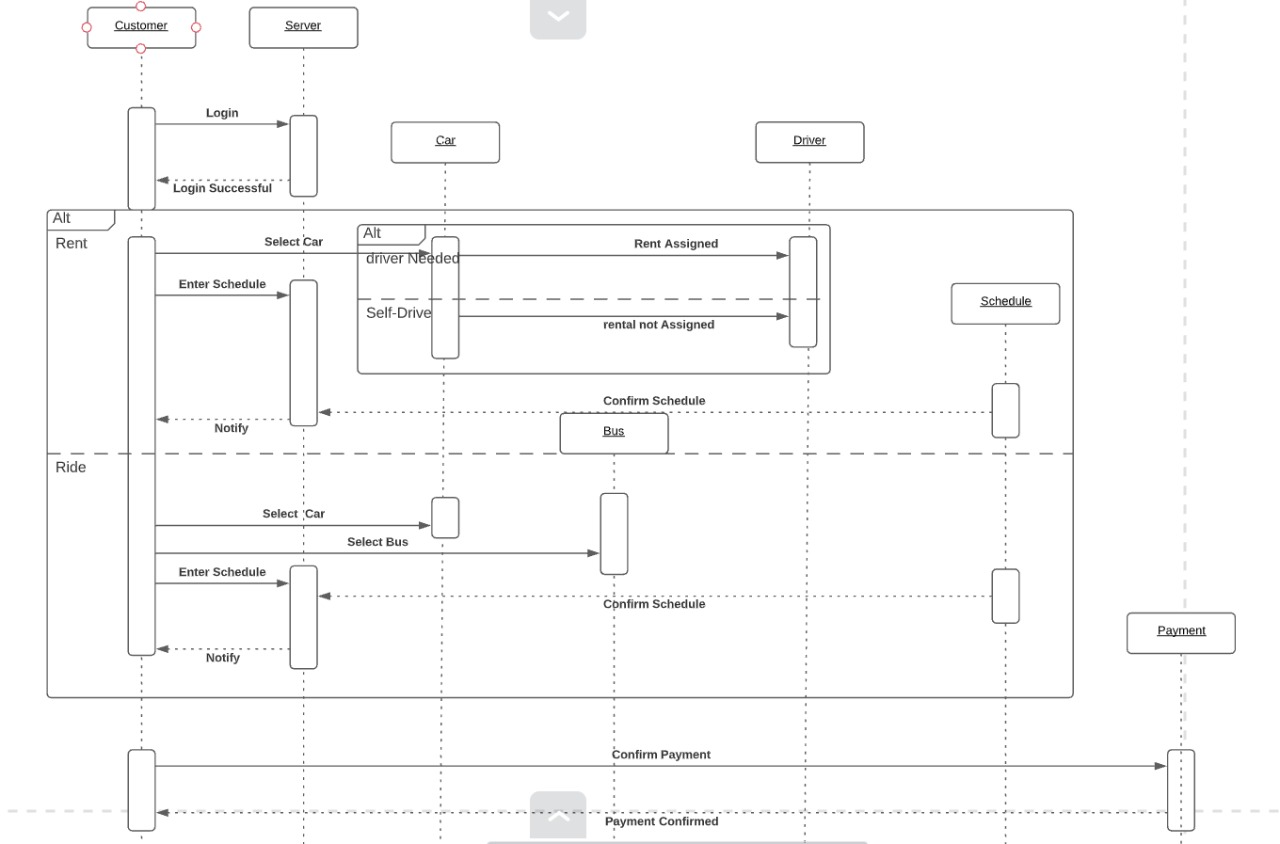 Customer
Server
Login
Car
Driver
Login Successful
Alt
Rent
Select Car
Alt
driver Needed
Rent Assigned
Enter Schedule
Schedule
Self-Drive
rental not Assigned
Confirm Schedule
Notify
Bus
Ride
Select Car
Select Bus
Enter Schedule
Confirm Schedule
Payment
Notify
Confirm Payment
Payment Confirmed